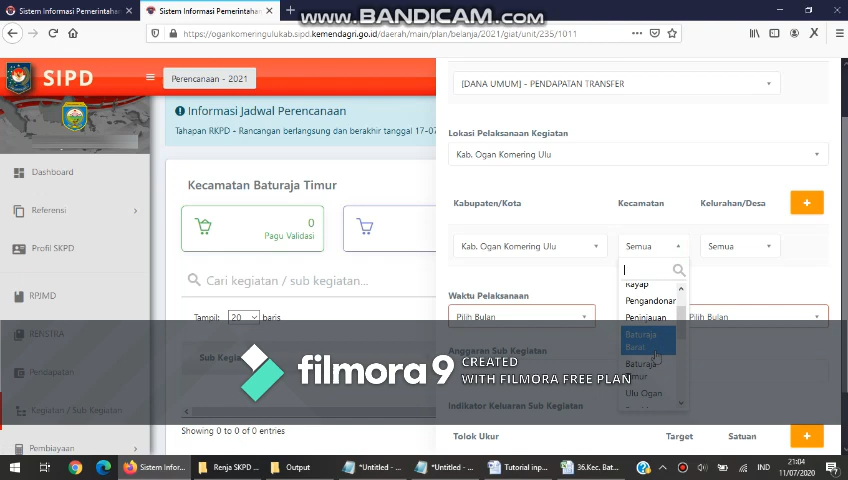 www.BANDICAM.com
Sistem Informasi Pemerintahan
Sistem Informasi Pemerintahan
https://ogankomeringulukab.sipd.kemendagri.go.id/daerah/main/plan/belanja/2021/giat/unit/235/1011
SIPD
Perencanaan - 2021
Dashboard
Referensi
Profil SKPD
RPJMD
RENSTRA
Pendapatan
Kegiatan / Sub Kegiatan
Pembiayaan
Informasi Jadwal Perencanaan
Tahapan RKPD - Rancangan berlangsung dan berakhir tanggal 17-07
Kecamatan Baturaja Timur
0
Pagu Validasi
Cari kegiatan / sub kegiatan...
Tampil:
20
baris
Sub Kegiatan
Showing 0 to 0 of 0 entries
[DANA UMUM] - PENDAPATAN TRANSFER
Lokasi Pelaksanaan Kegiatan
Kab. Ogan Komering Ulu
Kabupaten/Kota
Kecamatan
Kelurahan/Desa
+
Kab. Ogan Komering Ulu
Semua
Semua
Rayap
Pengandonan
Peninjauan
Baturaja
Barat
Baturaja
Timur
Ulu Ogan
Waktu Pelaksanaan
Pilih Bulan
Pilih Bulan
Anggaran Sub Kegiatan
Indikator Keluaran Sub Kegiatan
Tolok Ukur
Target
Satuan
+
filmora9
CREATED
WITH FILMORA FREE PLAN
Sistem Infor...
Renja SKPD ...
Output
*Untitled - ...
*Untitled - ...
Tutorial inp...
36.Kec. Bat...
IND
21:04
11/07/2020